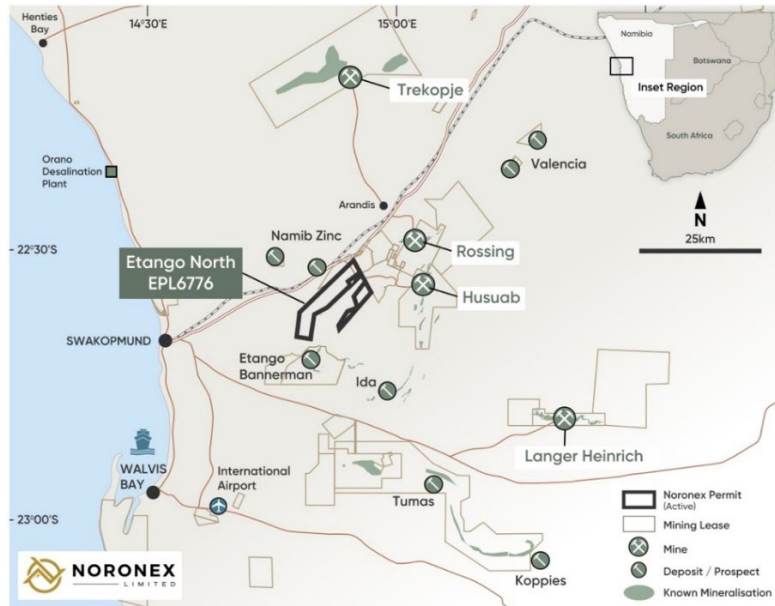 Henties
Bay
14°30'E
15°00'E
Namibia
Botswana
Inset Region
South Africa
Trekopje
Orano
Desalination
Plant
Valencia
Arandis
N
25km
22°30'S
Namib Zinc
Rossing
Etango North
EPL6776
Husuab
SWAKOPMUND
Etango
Bannerman
Ida
Langer Heinrich
WALVIS
BAY
International
Airport
Tumas
23°00'S
Koppies
Noronex Permit
(Active)
Mining Lease
Mine
Deposit / Prospect
Known Mineralisation
NORONEX
LIMITED